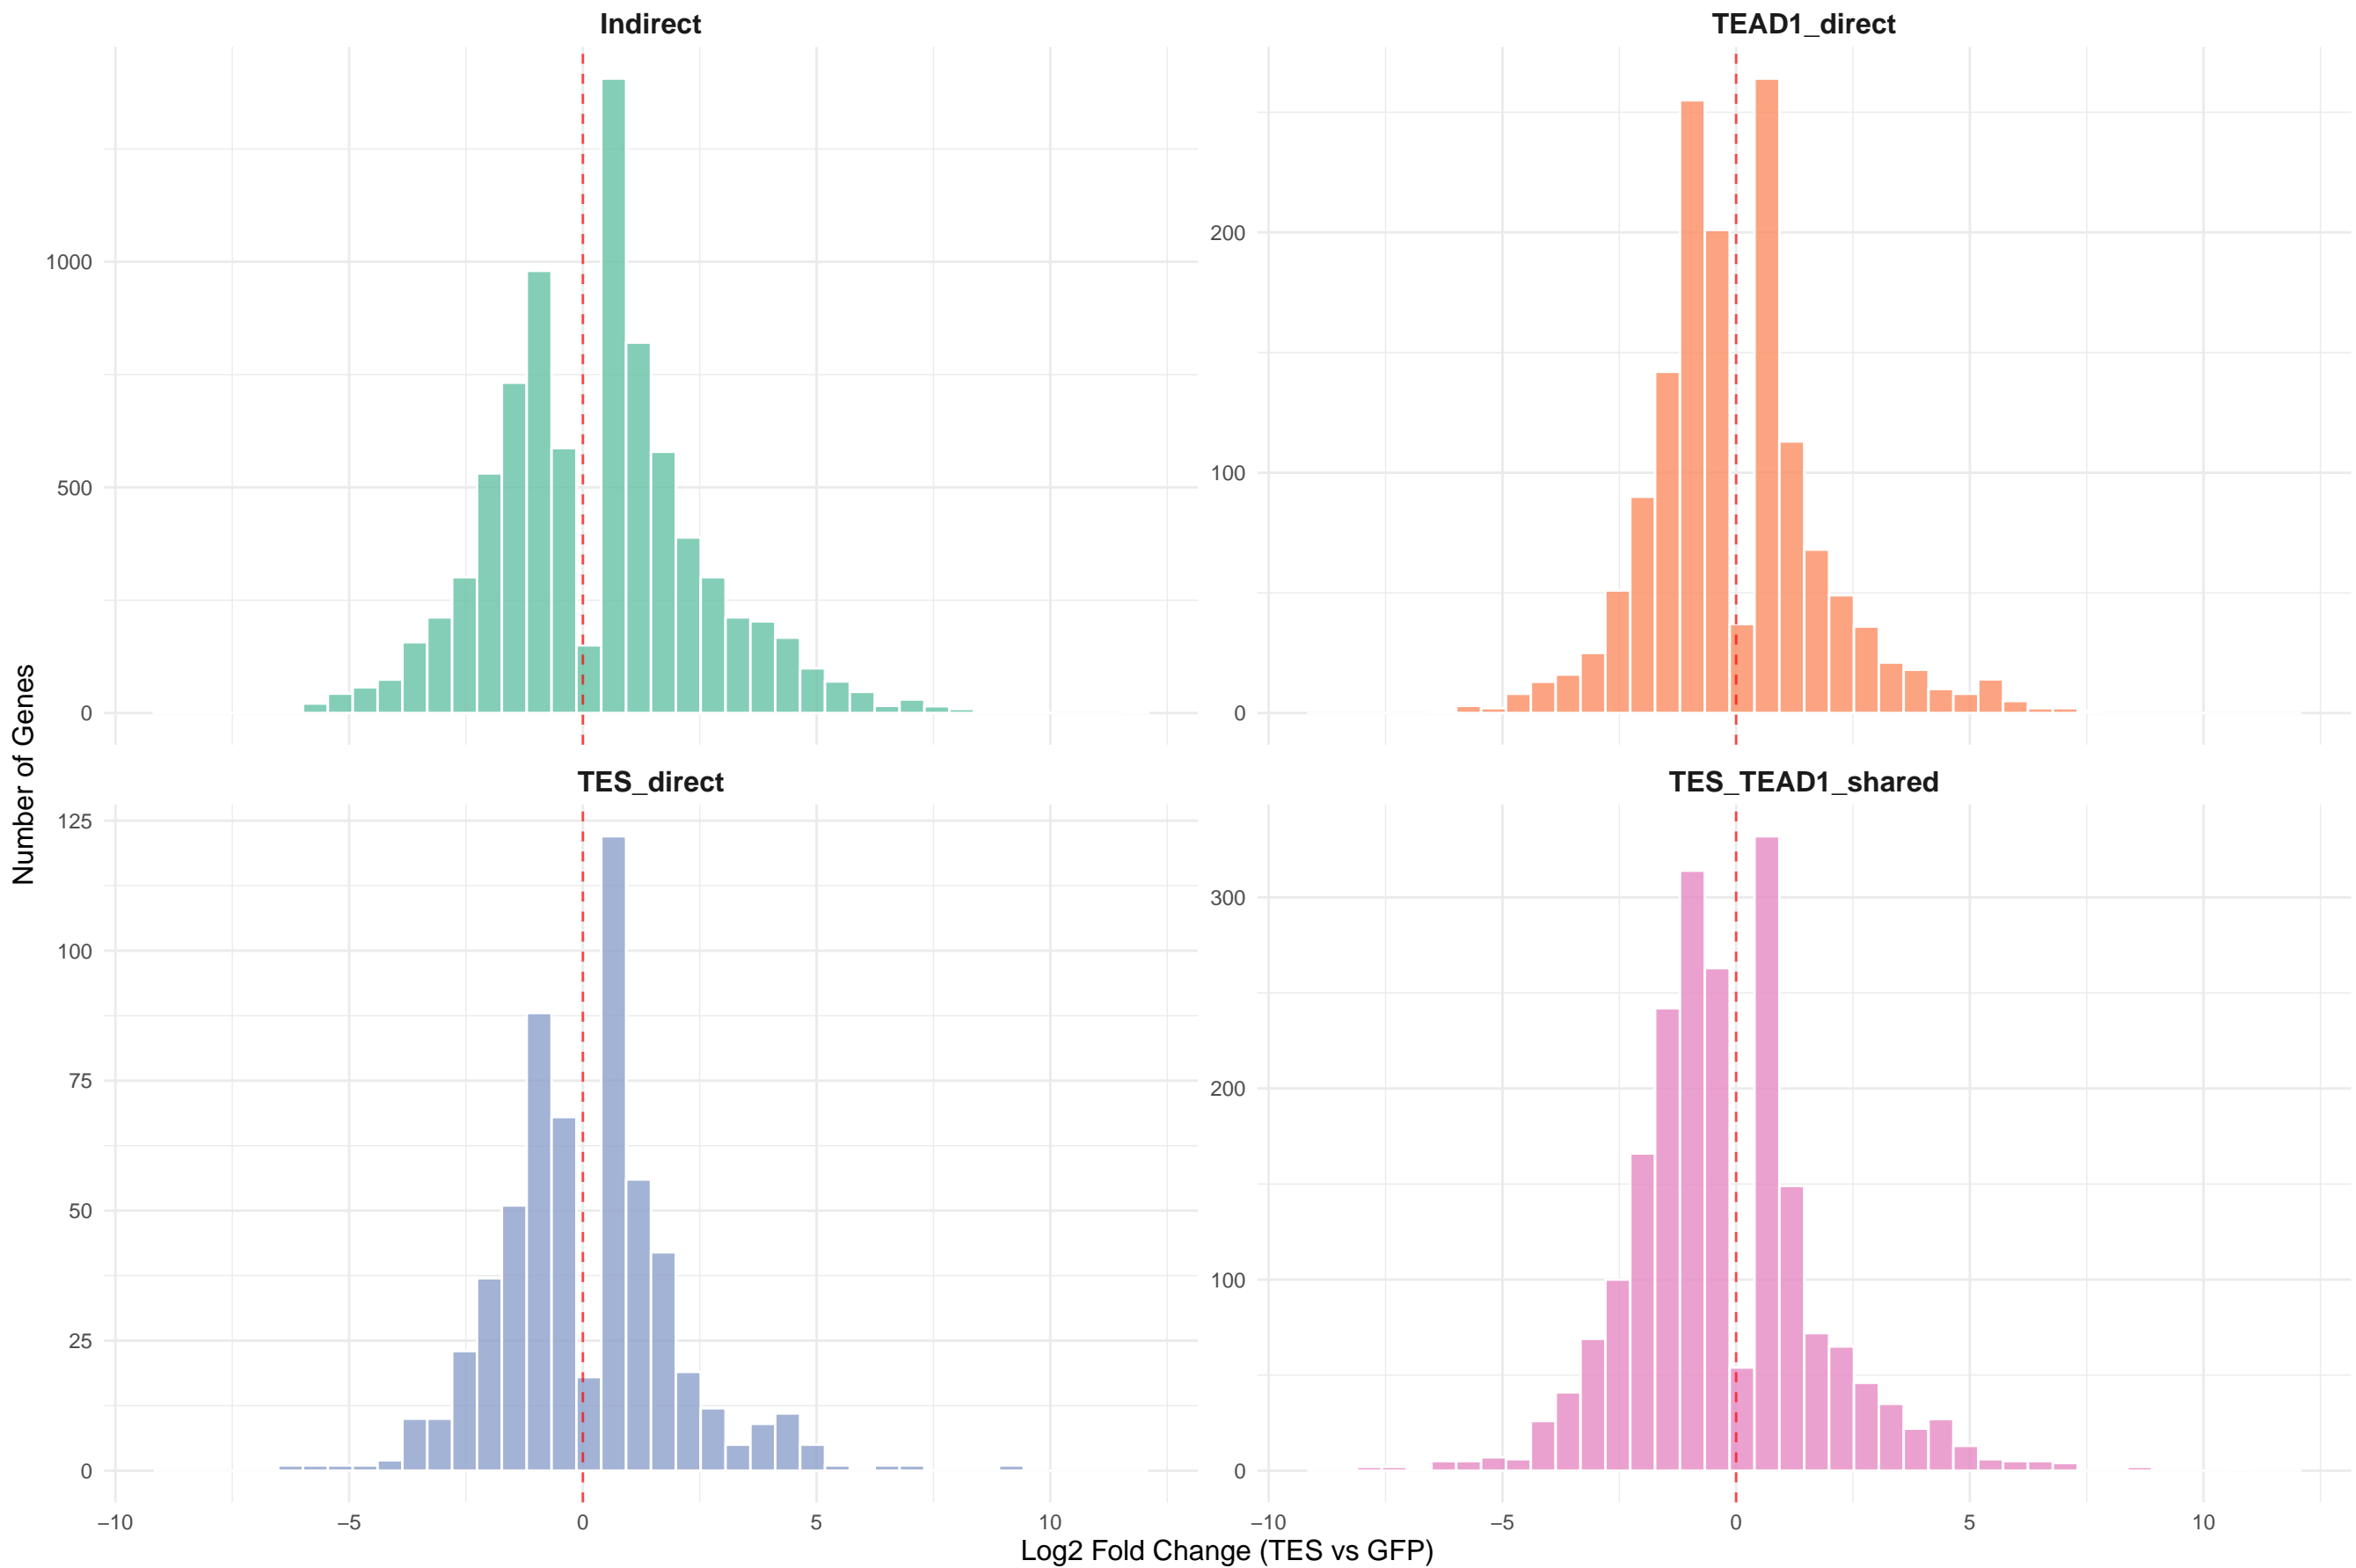 Indirect
TEAD1_direct
1000
500
0
200
100
0
TES_direct
TES_TEAD1_shared
125
100
75
50
25
0
300
200
100
0
−10 −5 0 5 10
−10 −5 0 5 10
Number of Genes
Log2 Fold Change (TES vs GFP)